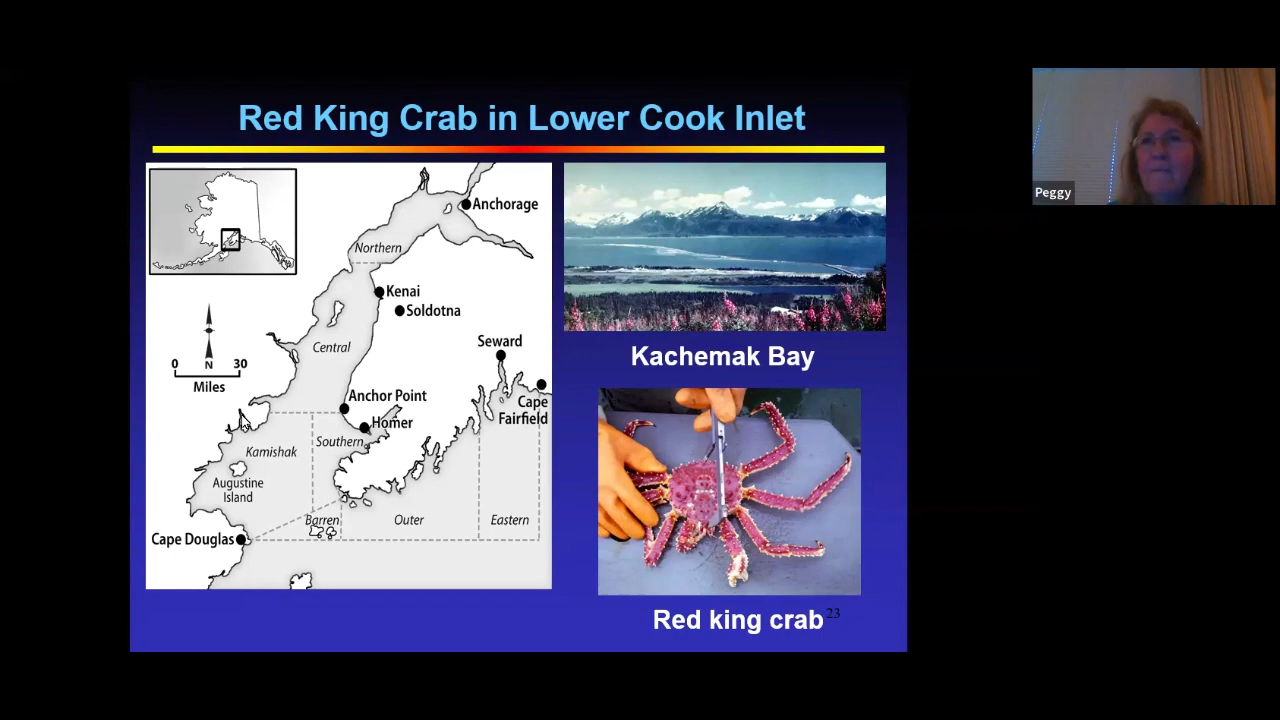 Red King Crab in Lower Cook Inlet
Anchorage
Northern
Kenai
Soldotna
Central
Seward
0 N 30
Miles
Anchor Point
Cape
Fairfield
Homer
Southern
Kamishak
Augustine
Island
Barren
Outer
Eastern
Cape Douglas
Kachemak Bay
Red king crab 23
Peggy